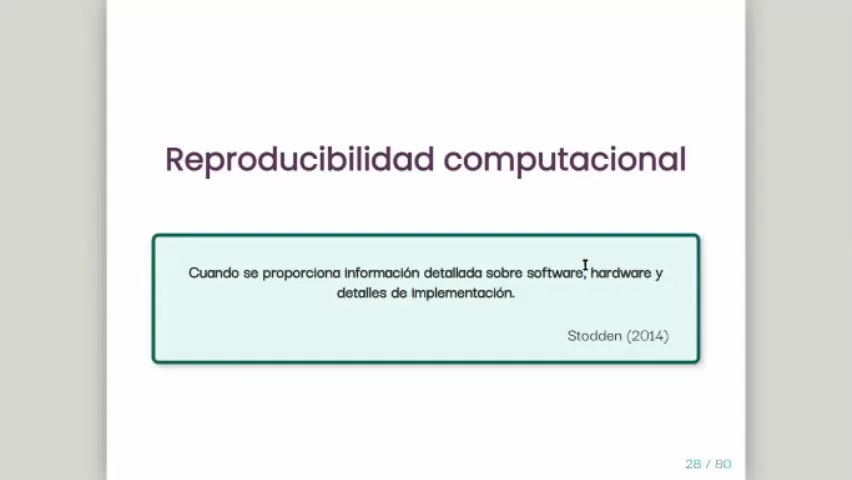 Reproducibilidad computacional
Cuando se proporciona información detallada sobre software, hardware y
detalles de implementación.
Stodden (2014)
28 / 80